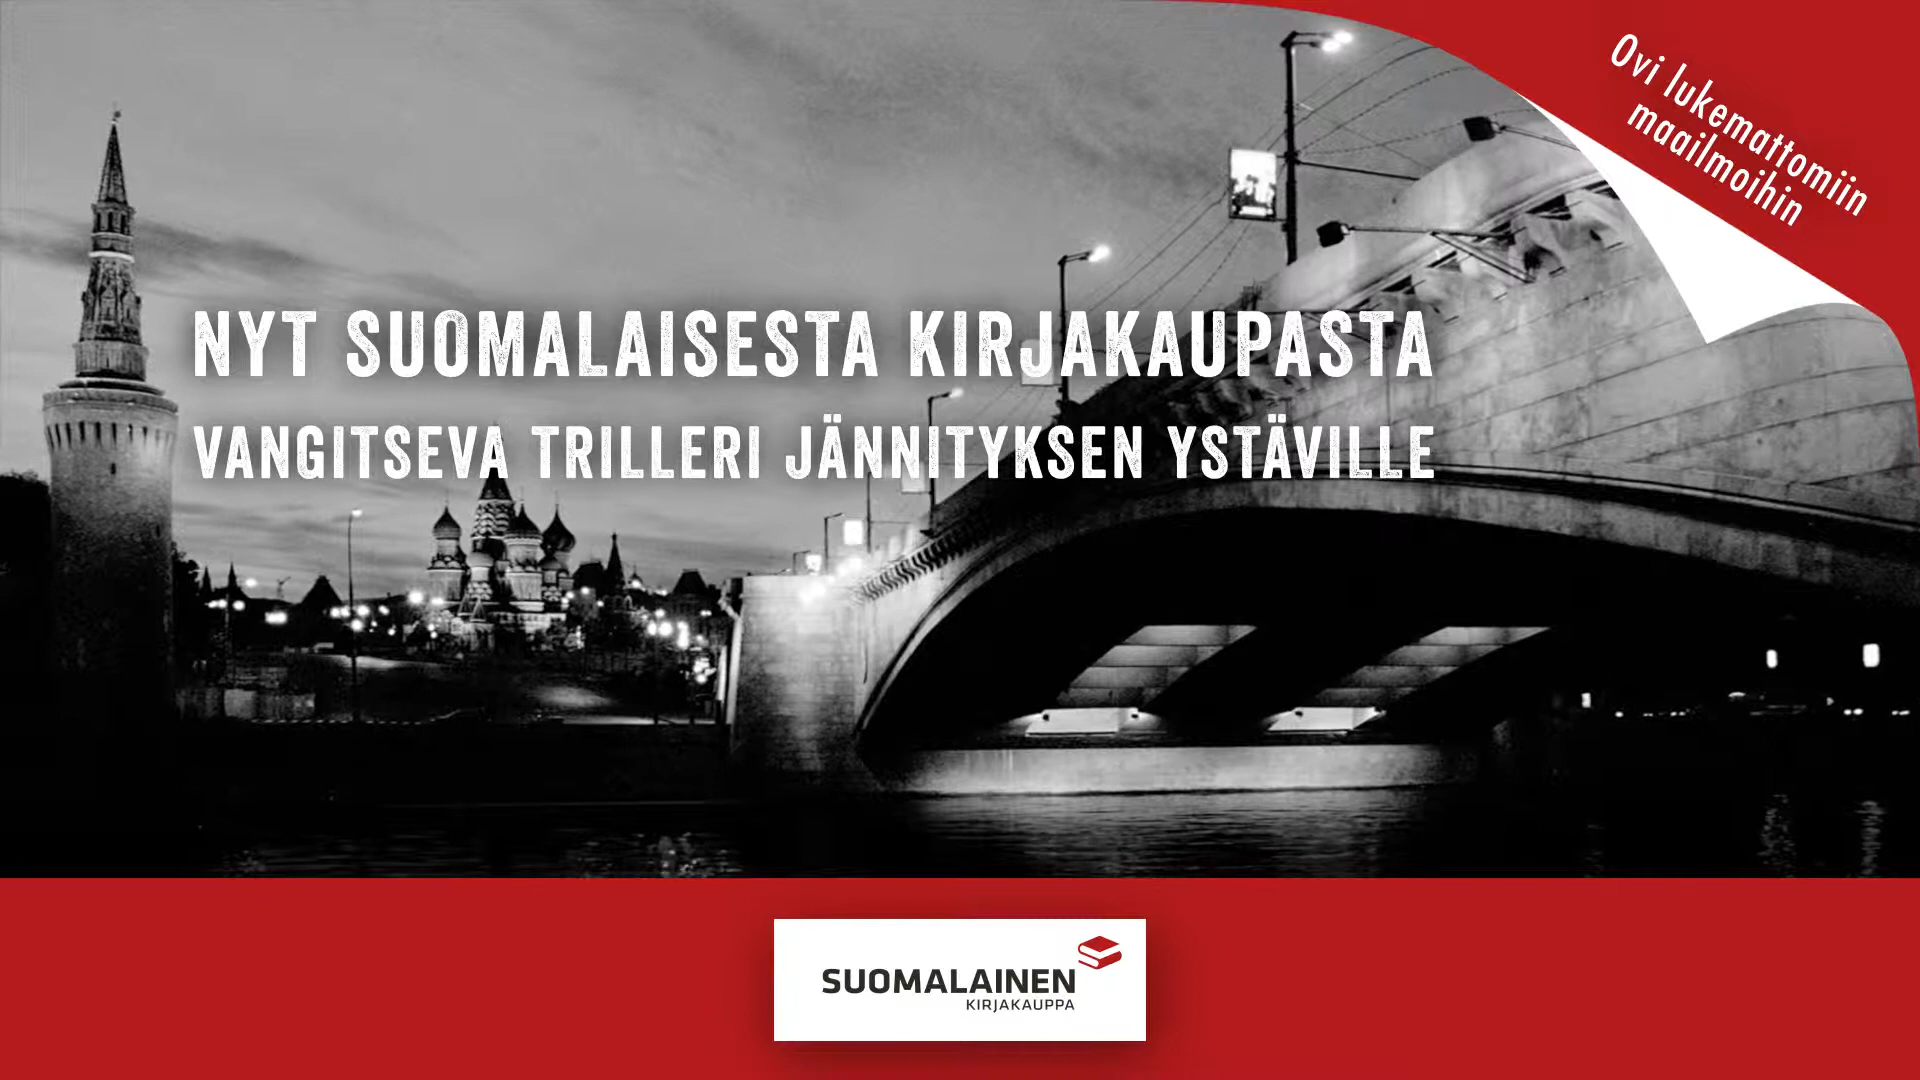 Ovi lukemattomiin
maailmoihin
NYT SUOMALAISESTA KIRJAKAUPASTA
VANGITSEVA TRILLERI JÄNNITYKSEN YSTÄVILLE
SUOMALAINEN
KIRJAKAUPPA